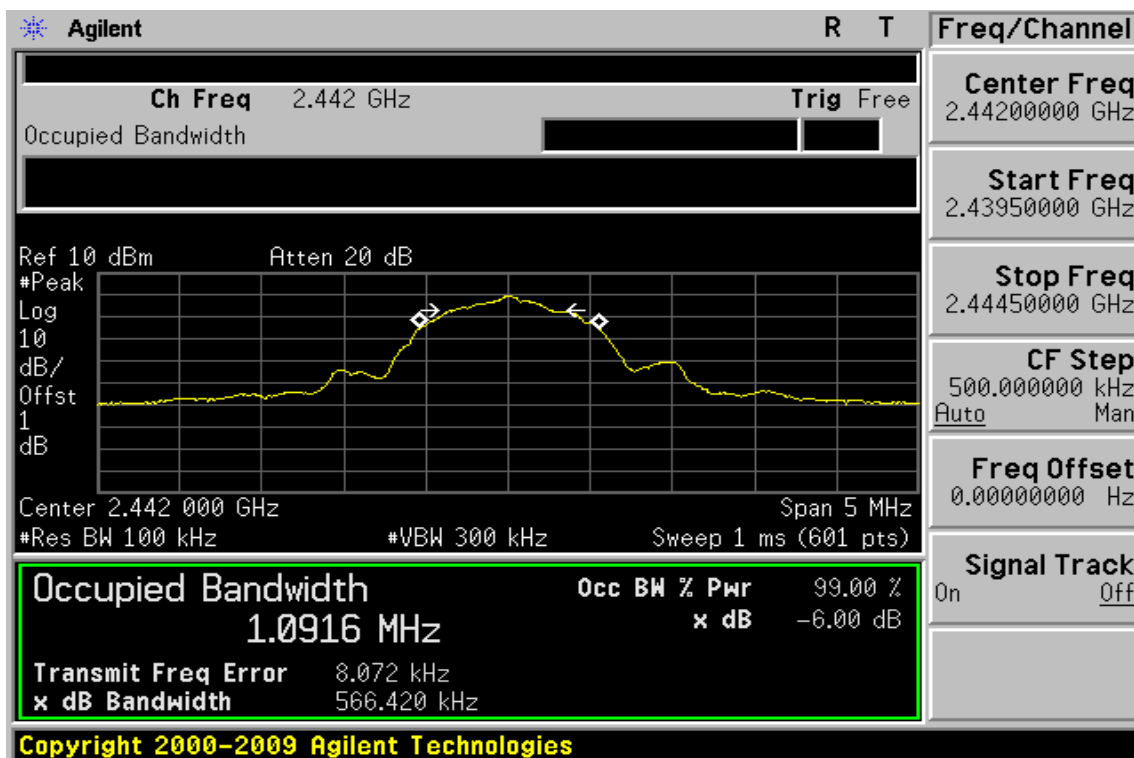 Agilent R T Freq/Channel
Ch Freq 2.442 GHz Trig Free
Occupied Bandwidth
Center Freq
2.44200000 GHz
Start Freq
2.43950000 GHz
Stop Freq
2.44450000 GHz
CF Step
500.000000 kHz
Auto Man
Freq Offset
0.00000000 Hz
Signal Track
On Off
Ref 10 dBm Atten 20 dB
#Peak
Log
10
dB/
Offst
1
dB
Center 2.442 000 GHz Span 5 MHz
#Res BW 100 kHz #VBW 300 kHz Sweep 1 ms (601 pts)
Occupied Bandwidth Occ BW % Pwr 99.00 %
1.0916 MHz x dB -6.00 dB
Transmit Freq Error 8.072 kHz
x dB Bandwidth 566.420 kHz
Copyright 2000-2009 Agilent Technologies